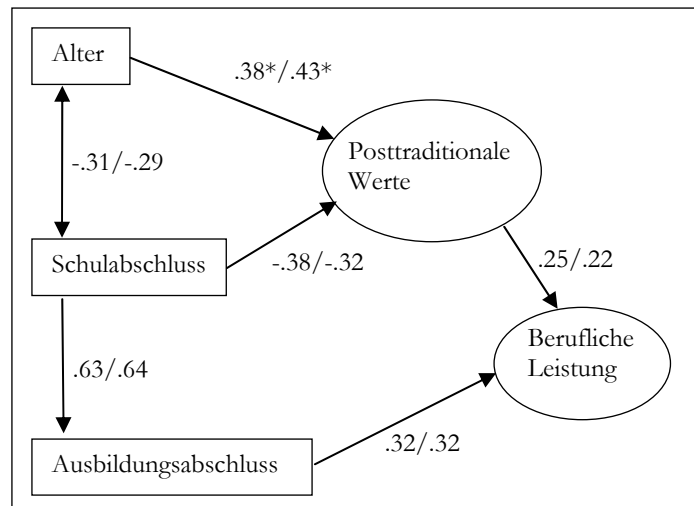 Alter
.38*/.43*
Posttraditionale
Werte
-.31/-.29
Schulabschluss
-.38/-.32
.25/.22
Berufliche
Leistung
.63/.64
.32/.32
Ausbildungsabschluss